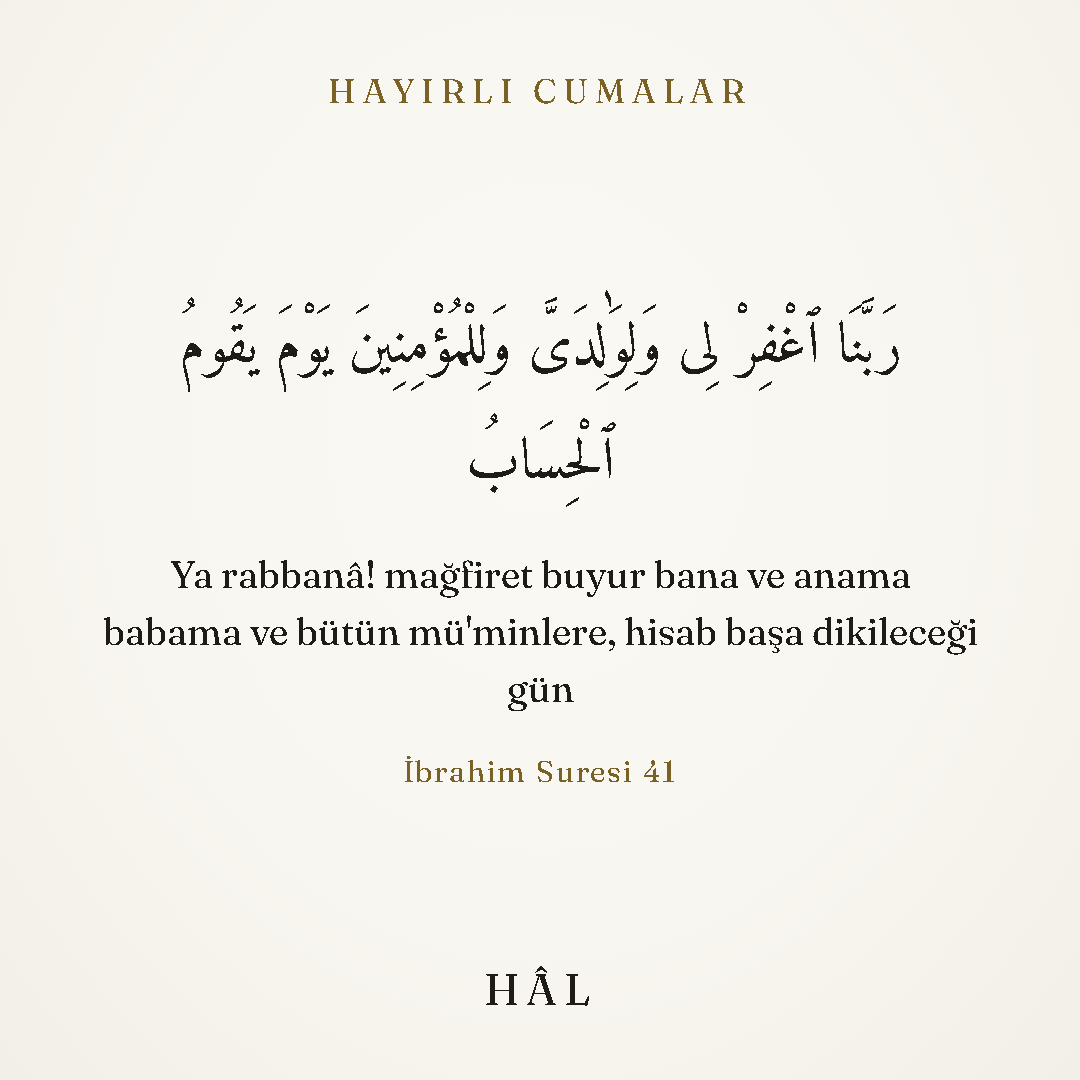 HAYIRLI CUMALAR
رَبَّنَا ٱغْفِرْ لِى وَلِوَٰلِدَىَّ وَلِلْمُؤْمِنِينَ يَوْمَ يَقُومُ
ٱلْحِسَابُ
Ya rabbanâ! mağfiret buyur bana ve anama
babama ve bütün mü'minlere, hisab başa dikileceği
gün
İbrahim Suresi 41
HÂL